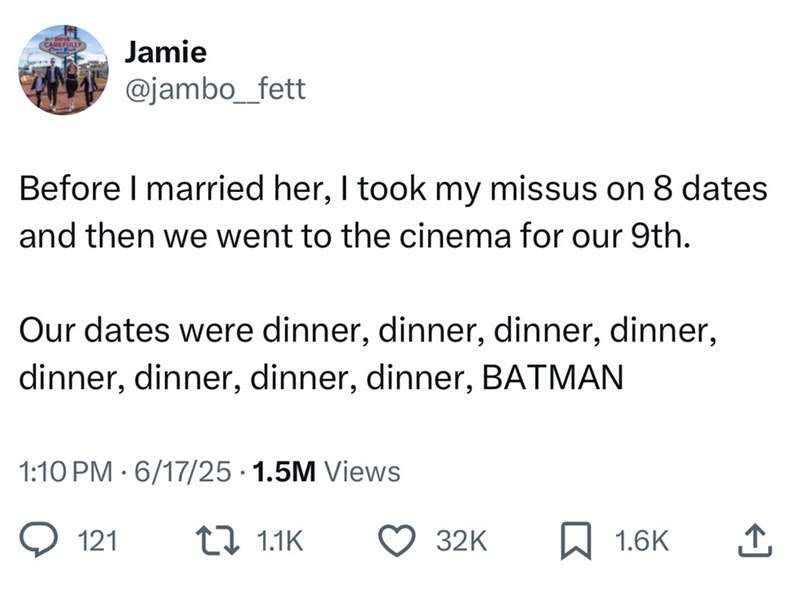 Jamie
@jambo__fett
Before I married her, I took my missus on 8 dates
and then we went to the cinema for our 9th.
Our dates were dinner, dinner, dinner, dinner,
dinner, dinner, dinner, dinner, BATMAN
1:10 PM · 6/17/25 · 1.5M Views
121 1.1K 32K 1.6K